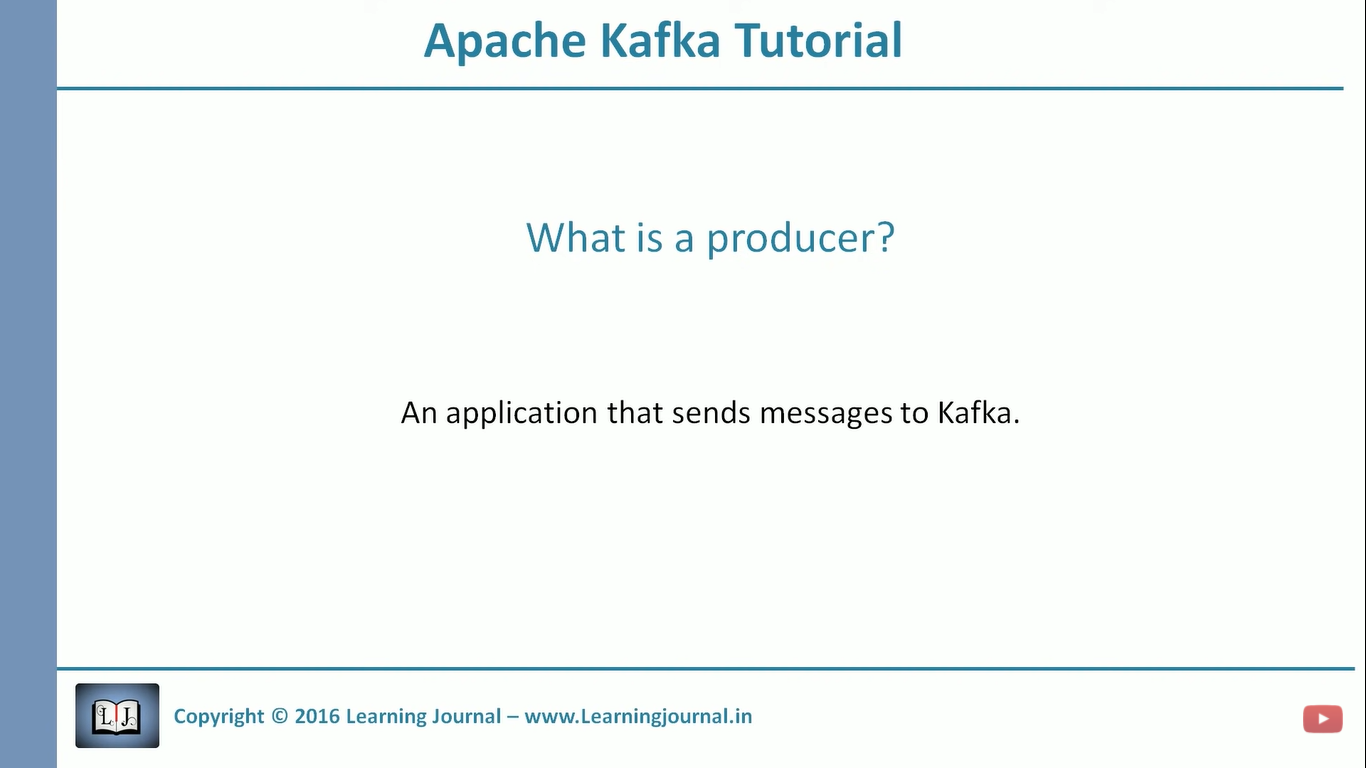 Apache Kafka Tutorial
What is a producer?
An application that sends messages to Kafka.
LJ
Copyright © 2016 Learning Journal – www.Learningjournal.in